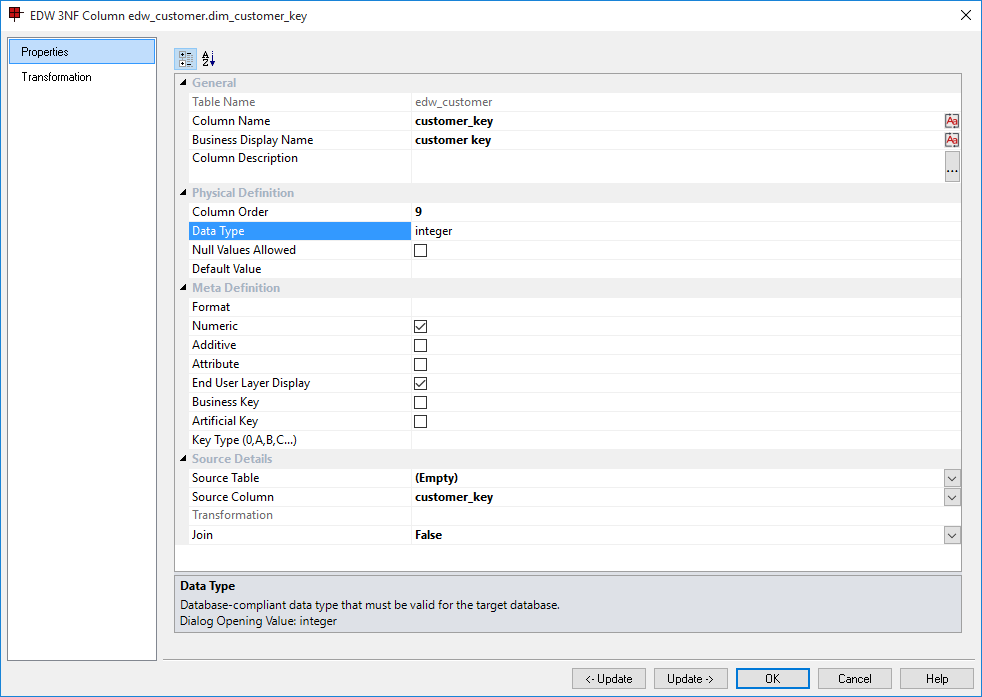 EDW 3NF Column edw_customer.dim_customer_key
Properties
Transformation
General
Table Name edw_customer
Column Name customer_key
Business Display Name customer key
Column Description
...
Physical Definition
Column Order 9
Data Type integer
Null Values Allowed
Default Value
Meta Definition
Format
Numeric
Additive
Attribute
End User Layer Display
Business Key
Artificial Key
Key Type (0,A,B,C...)
Source Details
Source Table (Empty)
Source Column customer_key
Transformation
Join False
Data Type
Database-compliant data type that must be valid for the target database.
Dialog Opening Value: integer
<- Update Update -> OK Cancel Help